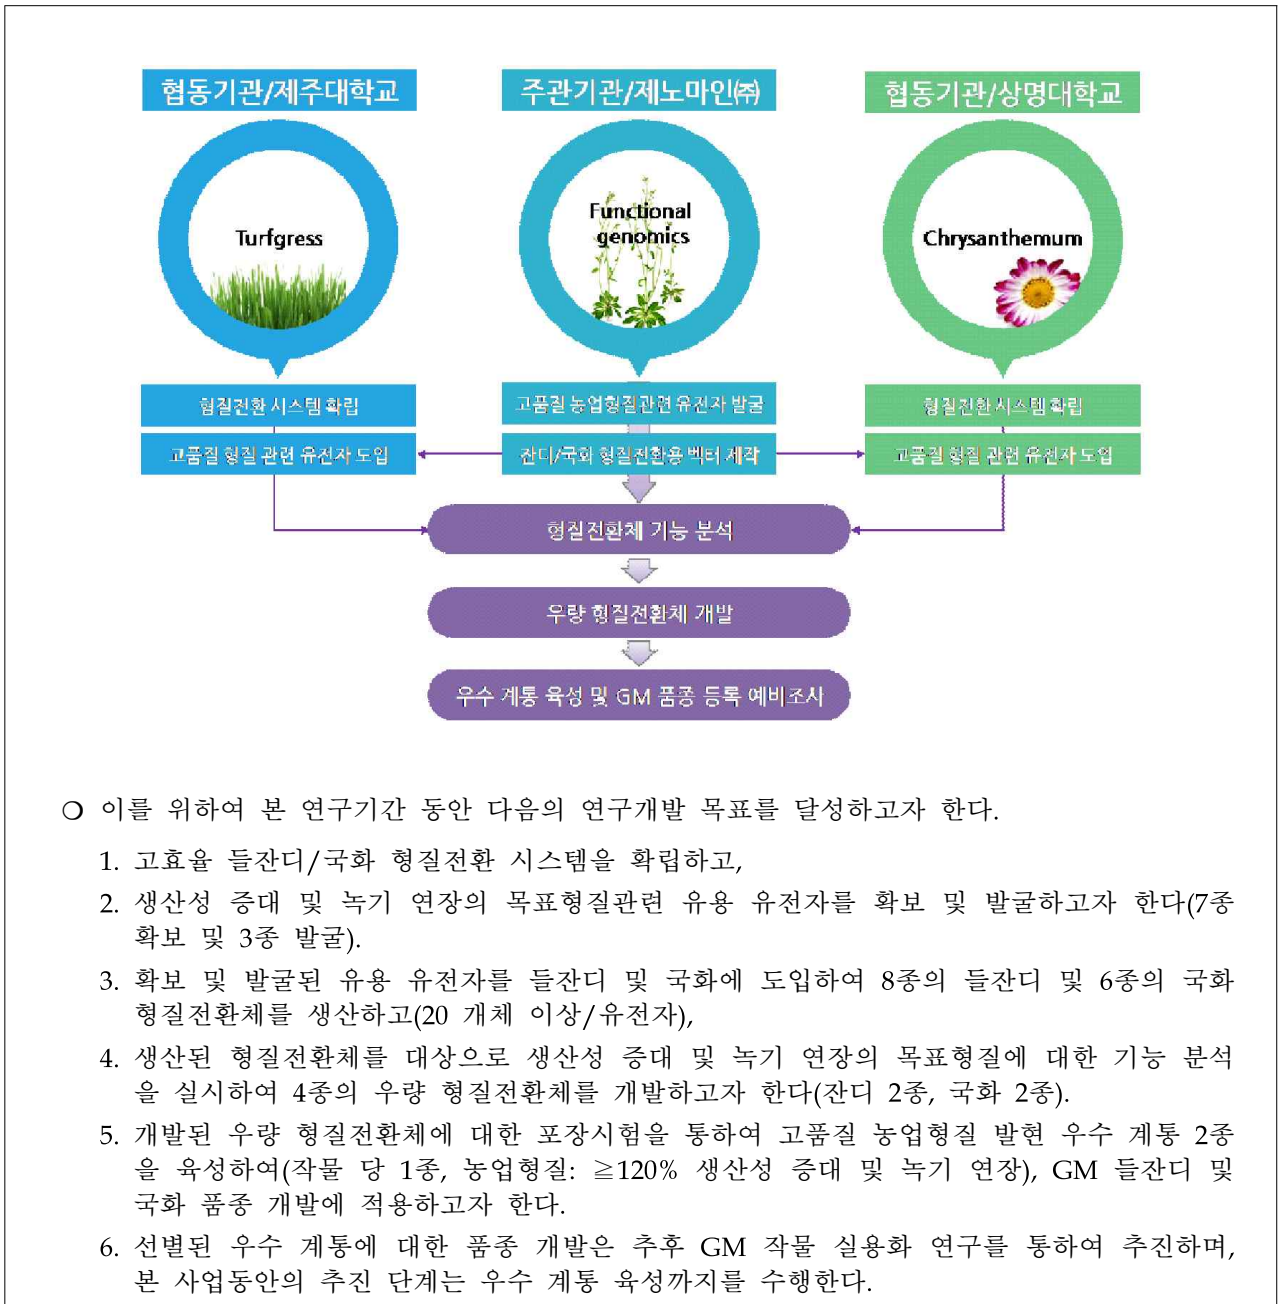 협동기관/제주대학교
주관기관/제노마인㈜
협동기관/상명대학교
Turfgress
Functional
genomics
Chrysanthemum
형질전환 시스템 확립
고품질 농업형질관련 유전자 발굴
형질전환 시스템 확립
고품질 형질 관련 유전자 도입
잔디/국화 형질전환용 벡터 제작
고품질 형질 관련 유전자 도입
형질전환체 기능 분석
우량 형질전환체 개발
우수 계통 육성 및 GM 품종 등록 예비조사
❍ 이를 위하여 본 연구기간 동안 다음의 연구개발 목표를 달성하고자 한다.
1. 고효율 들잔디/국화 형질전환 시스템을 확립하고,
2. 생산성 증대 및 녹기 연장의 목표형질관련 유용 유전자를 확보 및 발굴하고자 한다(7종
확보 및 3종 발굴).
3. 확보 및 발굴된 유용 유전자를 들잔디 및 국화에 도입하여 8종의 들잔디 및 6종의 국화
형질전환체를 생산하고(20 개체 이상/유전자),
4. 생산된 형질전환체를 대상으로 생산성 증대 및 녹기 연장의 목표형질에 대한 기능 분석
을 실시하여 4종의 우량 형질전환체를 개발하고자 한다(잔디 2종, 국화 2종).
5. 개발된 우량 형질전환체에 대한 포장시험을 통하여 고품질 농업형질 발현 우수 계통 2종
을 육성하여(작물 당 1종, 농업형질: ≧120% 생산성 증대 및 녹기 연장), GM 들잔디 및
국화 품종 개발에 적용하고자 한다.
6. 선별된 우수 계통에 대한 품종 개발은 추후 GM 작물 실용화 연구를 통하여 추진하며,
본 사업동안의 추진 단계는 우수 계통 육성까지를 수행한다.